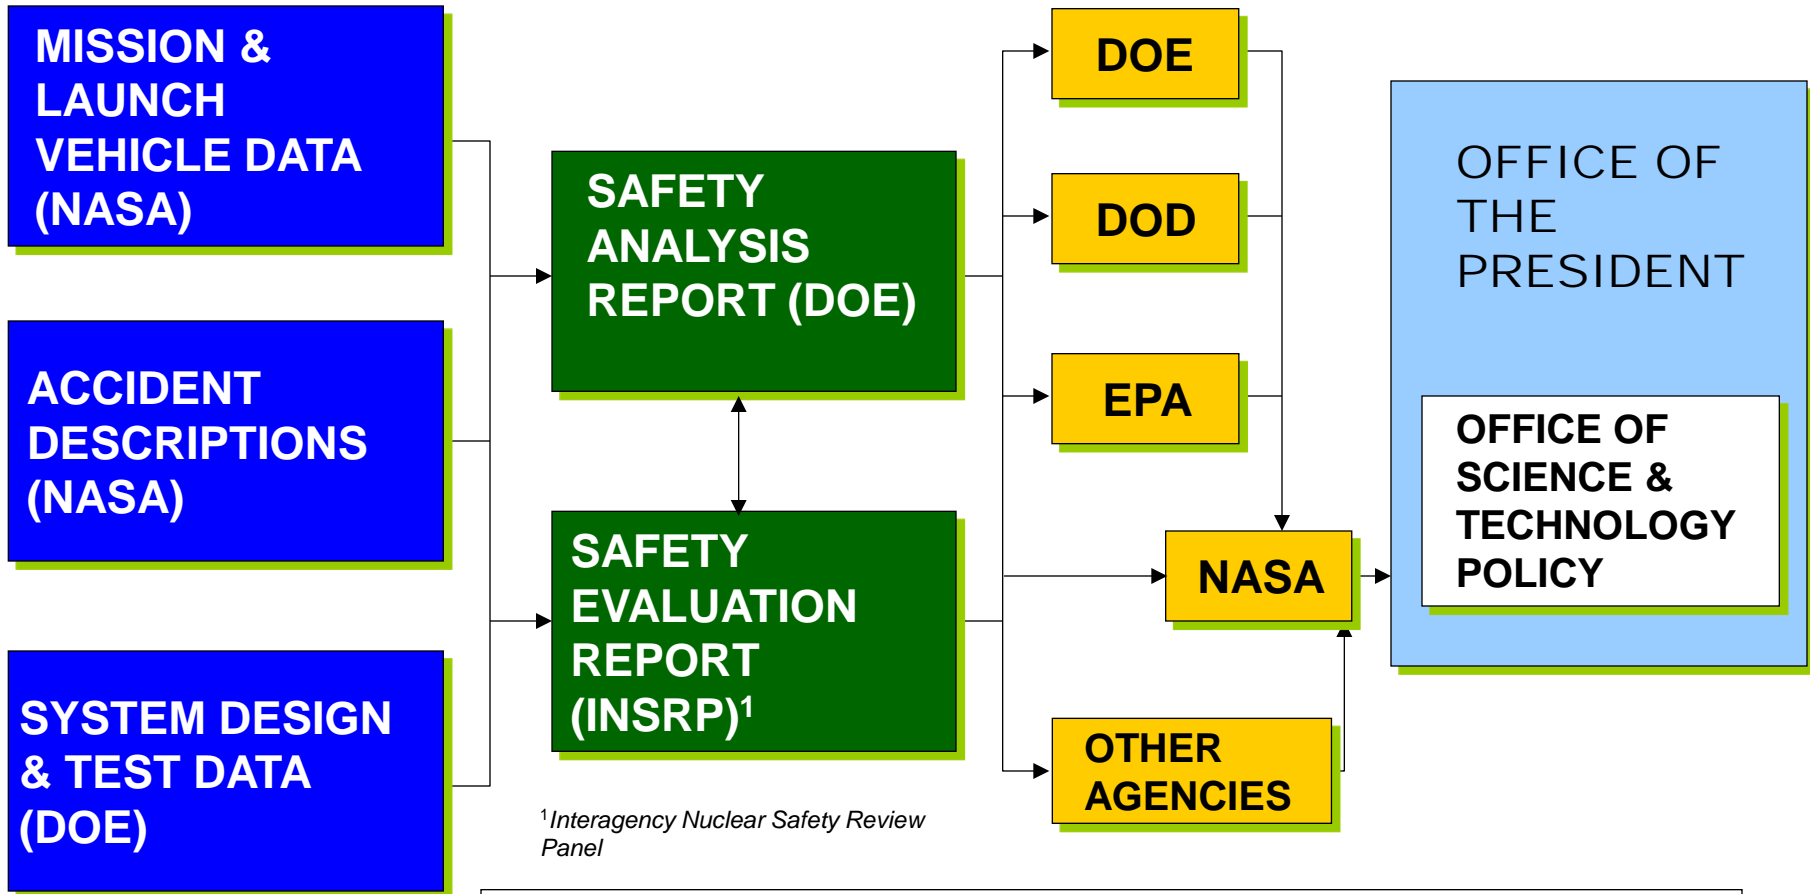 MISSION &
LAUNCH
VEHICLE DATA
(NASA)
ACCIDENT
DESCRIPTIONS
(NASA)
SYSTEM DESIGN
& TEST DATA
(DOE)
SAFETY
ANALYSIS
REPORT (DOE)
SAFETY
EVALUATION
REPORT
(INSRP)¹
¹Interagency Nuclear Safety Review
Panel
DOE
DOD
EPA
NASA
OTHER
AGENCIES
OFFICE OF
THE
PRESIDENT
OFFICE OF
SCIENCE &
TECHNOLOGY
POLICY